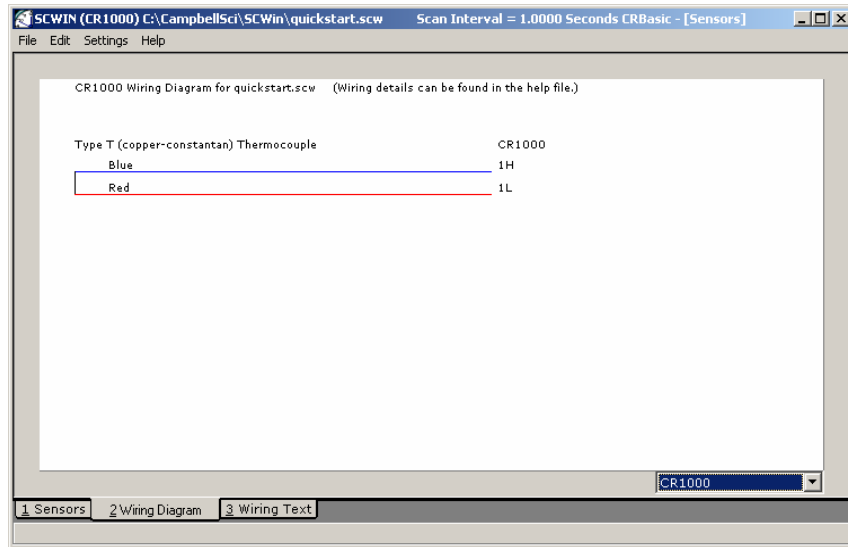 SCWIN (CR1000) C:\CampbellSci\SCWin\quickstart.scw Scan Interval = 1.0000 Seconds CRBasic - [Sensors]
File Edit Settings Help
CR1000 Wiring Diagram for quickstart.scw (Wiring details can be found in the help file.)
Type T (copper-constantan) Thermocouple CR1000
Blue 1H
Red 1L
CR1000
1 Sensors 2 Wiring Diagram 3 Wiring Text